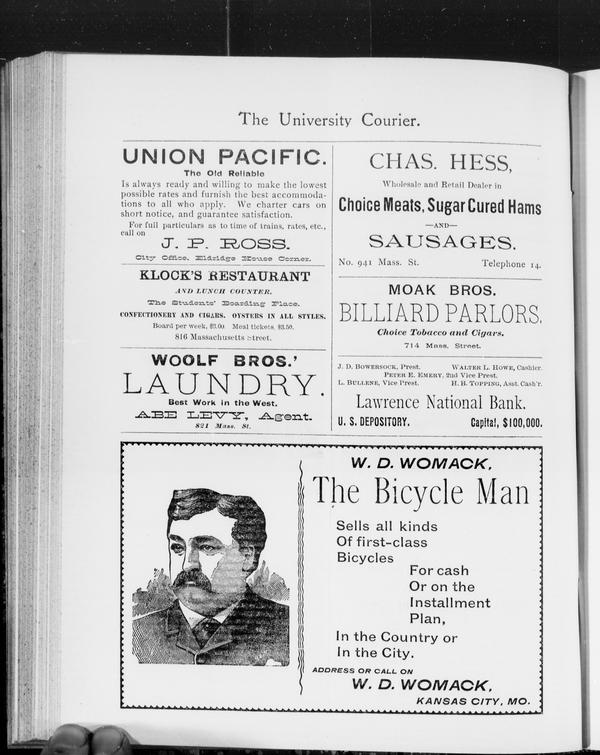 The University Courier.
UNION PACIFIC.
The Old Reliable
Is always ready and willing to make the lowest
possible rates and furnish the best accommoda-
tions to all who apply. We charter cars on
short notice, and guarantee satisfaction.
For full particulars as to time of trains, rates, etc.,
call on
J. P. ROSS.
City Office. Eldridge House Corner.
KLOCK'S RESTAURANT
AND LUNCH COUNTER.
The Students' Boarding Place.
CONFECTIONERY AND CIGARS. OYSTERS IN ALL STYLES.
Board per week, $3.00. Meal tickets, $3.50.
816 Massachusetts Street.
WOOLF BROS.'
LAUNDRY.
Best Work in the West.
ABE LEVY, Agent.
821 Mass. St.
CHAS. HESS,
Wholesale and Retail Dealer in
Choice Meats, Sugar Cured Hams
—AND—
SAUSAGES.
No. 941 Mass. St. Telephone 14.
MOAK BROS.
BILLIARD PARLORS,
Choice Tobacco and Cigars.
714 Mass. Street.
J. D. BOWERSOCK, Prest. WALTER L. HOWE, Cashier.
PETER E. EMERY, 2nd Vice Prest.
L. BULLENE, Vice Prest. H. B. TOPPING, Asst. Cash'r.
Lawrence National Bank.
U. S. DEPOSITORY. Capital, $100,000.
W. D. WOMACK,
The Bicycle Man
Sells all kinds
Of first-class
Bicycles
For cash
Or on the
Installment
Plan,
In the Country or
In the City.
ADDRESS OR CALL ON
W. D. WOMACK,
KANSAS CITY, MO.